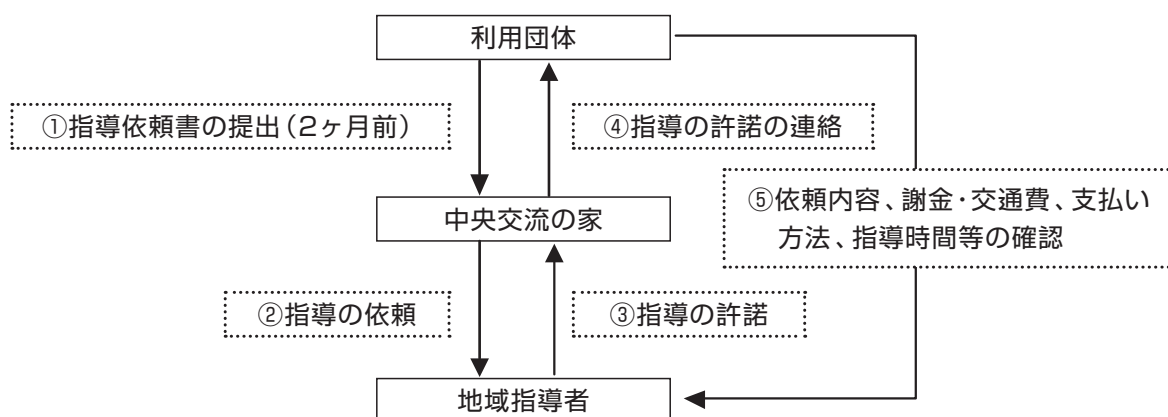 利用団体
①指導依頼書の提出（2ヶ月前）
④指導の許諾の連絡
中央交流の家
⑤依頼内容、謝金・交通費、支払い
方法、指導時間等の確認
②指導の依頼
③指導の許諾
地域指導者